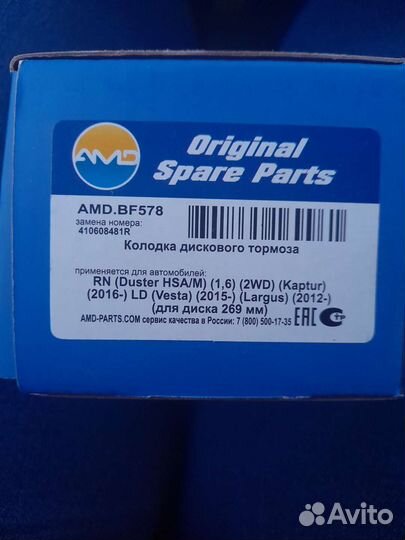 AMD
Original
Spare Parts
AMD.BF578
замена номера:
410608481R
Колодка дискового тормоза
применяется для автомобилей:
RN (Duster HSA/M) (1,6) (2WD) (Kaptur)
(2016-) LD (Vesta) (2015-) (Largus) (2012-)
(для диска 269 мм)
AMD-PARTS.COM сервис качества в России: 7 (800) 500-17-35
EAC
Avito